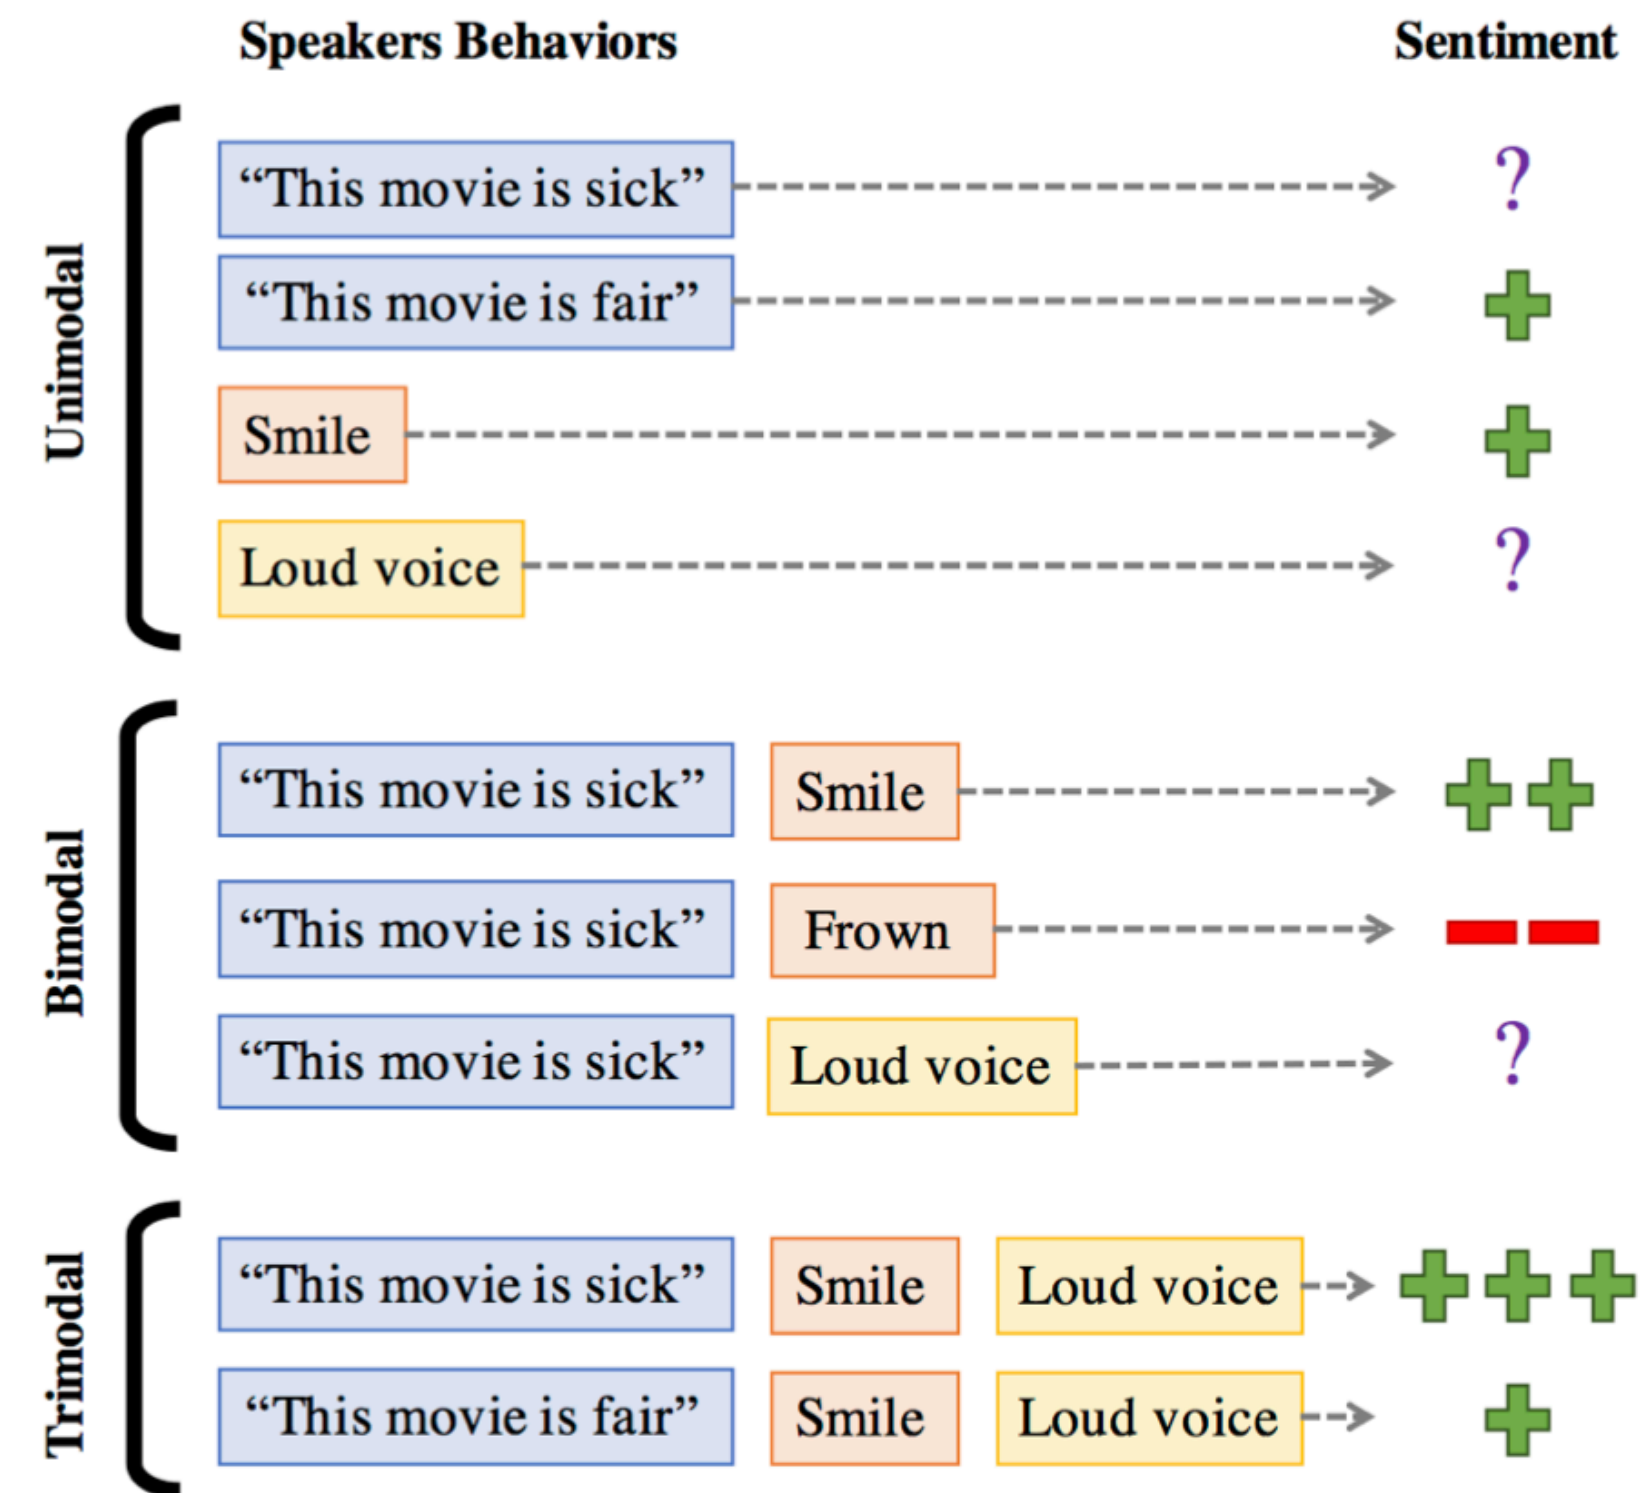 Speakers Behaviors Sentiment
Unimodal
“This movie is sick” ?
“This movie is fair”
Smile
Loud voice ?
Bimodal
“This movie is sick” Smile
“This movie is sick” Frown
“This movie is sick” Loud voice ?
Trimodal
“This movie is sick” Smile Loud voice
“This movie is fair” Smile Loud voice